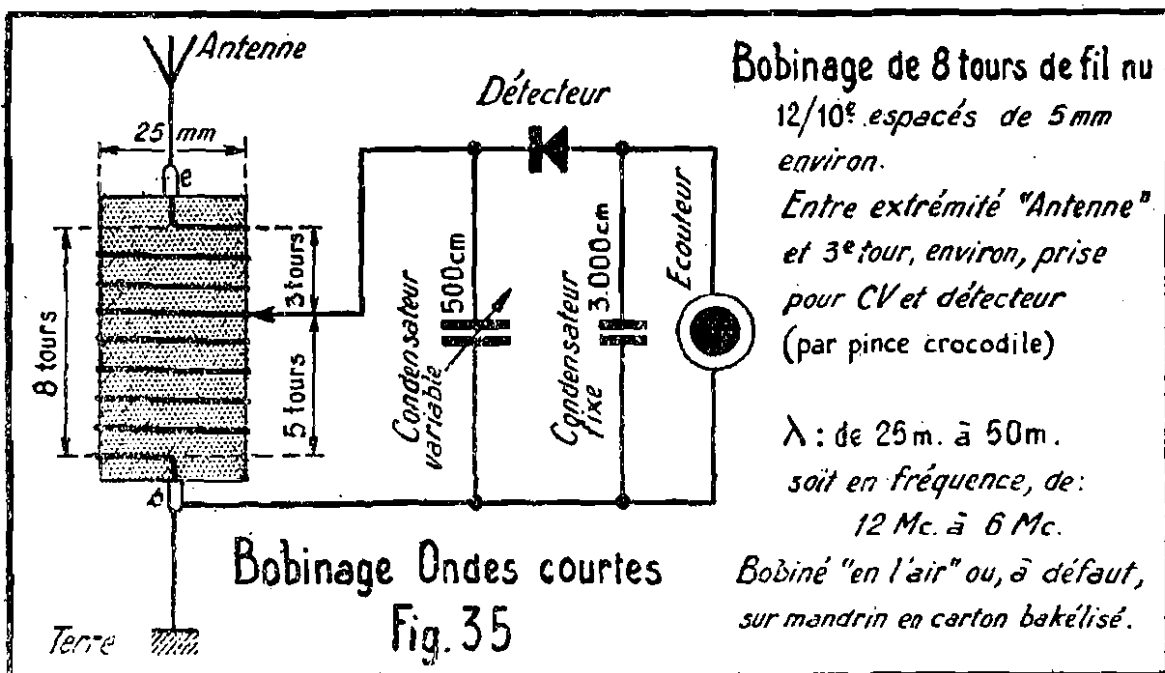 Antenne
25 mm
e
8 tours
3 tours
5 tours
Terre
Détecteur
Condensateur
variable
500cm
Condensateur
fixe
3.000cm
Ecouteur
Bobinage Ondes courtes
Fig. 35
Bobinage de 8 tours de fil nu
12/10e espacés de 5mm
environ.
Entre extrémité "Antenne"
et 3e tour, environ, prise
pour CV et détecteur
(par pince crocodile)
λ : de 25m. à 50m.
soit en fréquence, de :
12 Mc. à 6 Mc.
Bobiné "en l'air" ou, à défaut,
sur mandrin en carton bakélisé.